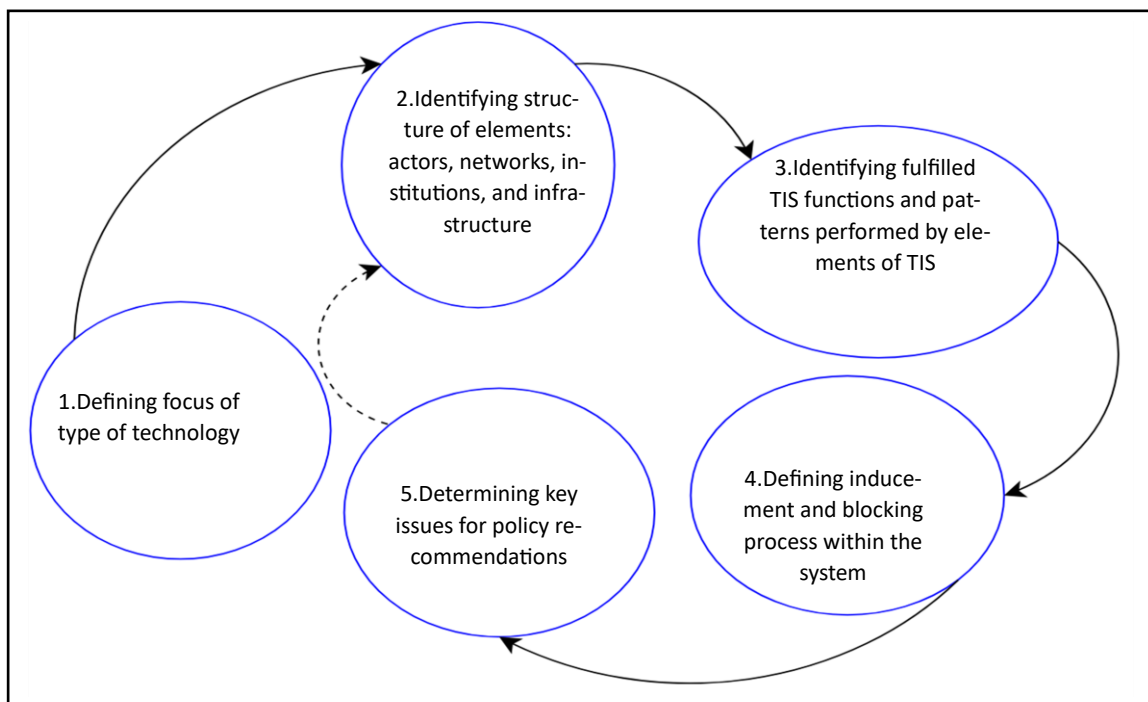 1.Defining focus of
type of technology
2.Identifying struc-
ture of elements:
actors, networks, in-
stitutions, and infra-
structure
3.Identifying fulfilled
TIS functions and pat-
terns performed by ele-
ments of TIS
4.Defining induce-
ment and blocking
process within the
system
5.Determining key
issues for policy re-
commendations